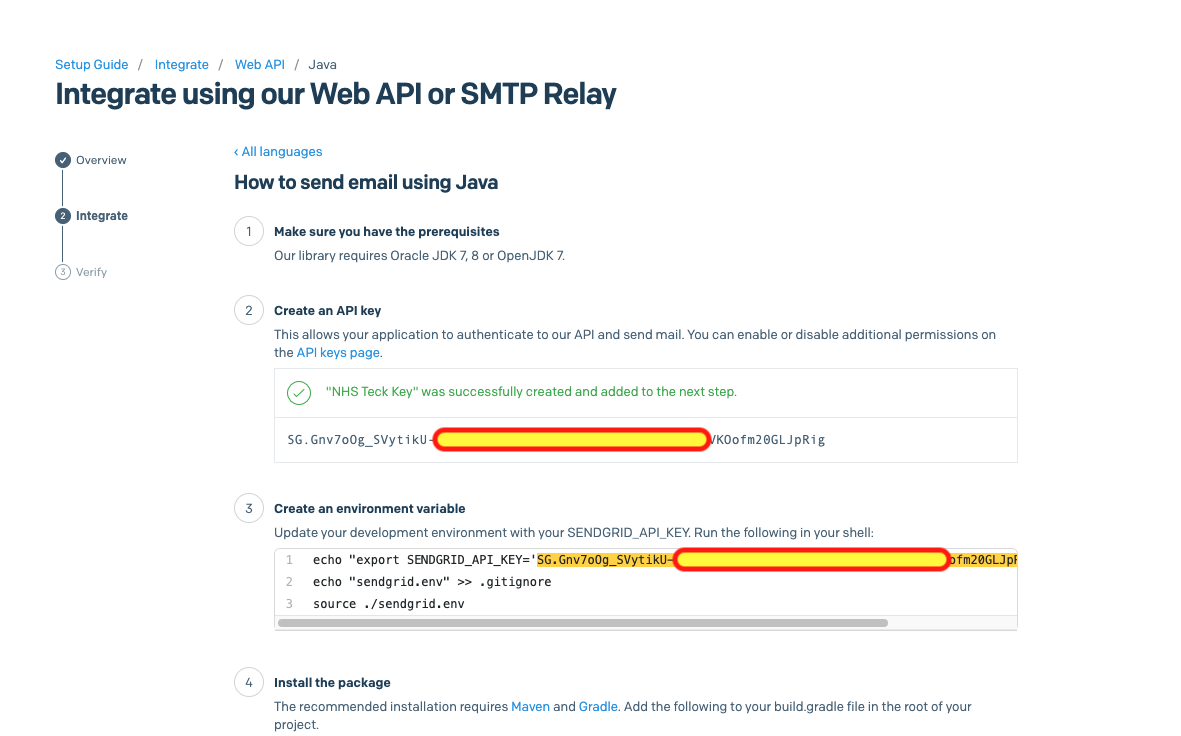 Setup Guide / Integrate / Web API / Java
Integrate using our Web API or SMTP Relay
Overview
2 Integrate
3 Verify
‹ All languages
How to send email using Java
1 Make sure you have the prerequisites
Our library requires Oracle JDK 7, 8 or OpenJDK 7.
2 Create an API key
This allows your application to authenticate to our API and send mail. You can enable or disable additional permissions on
the API keys page.
"NHS Teck Key" was successfully created and added to the next step.
SG.Gnv7oOg_SVytikU- VKOofm20GLJpRig
3 Create an environment variable
Update your development environment with your SENDGRID_API_KEY. Run the following in your shell:
1 echo "export SENDGRID_API_KEY='SG.Gnv7oOg_SVytikU- ofm20GLJpR
2 echo "sendgrid.env" >> .gitignore
3 source ./sendgrid.env
4 Install the package
The recommended installation requires Maven and Gradle. Add the following to your build.gradle file in the root of your
project.